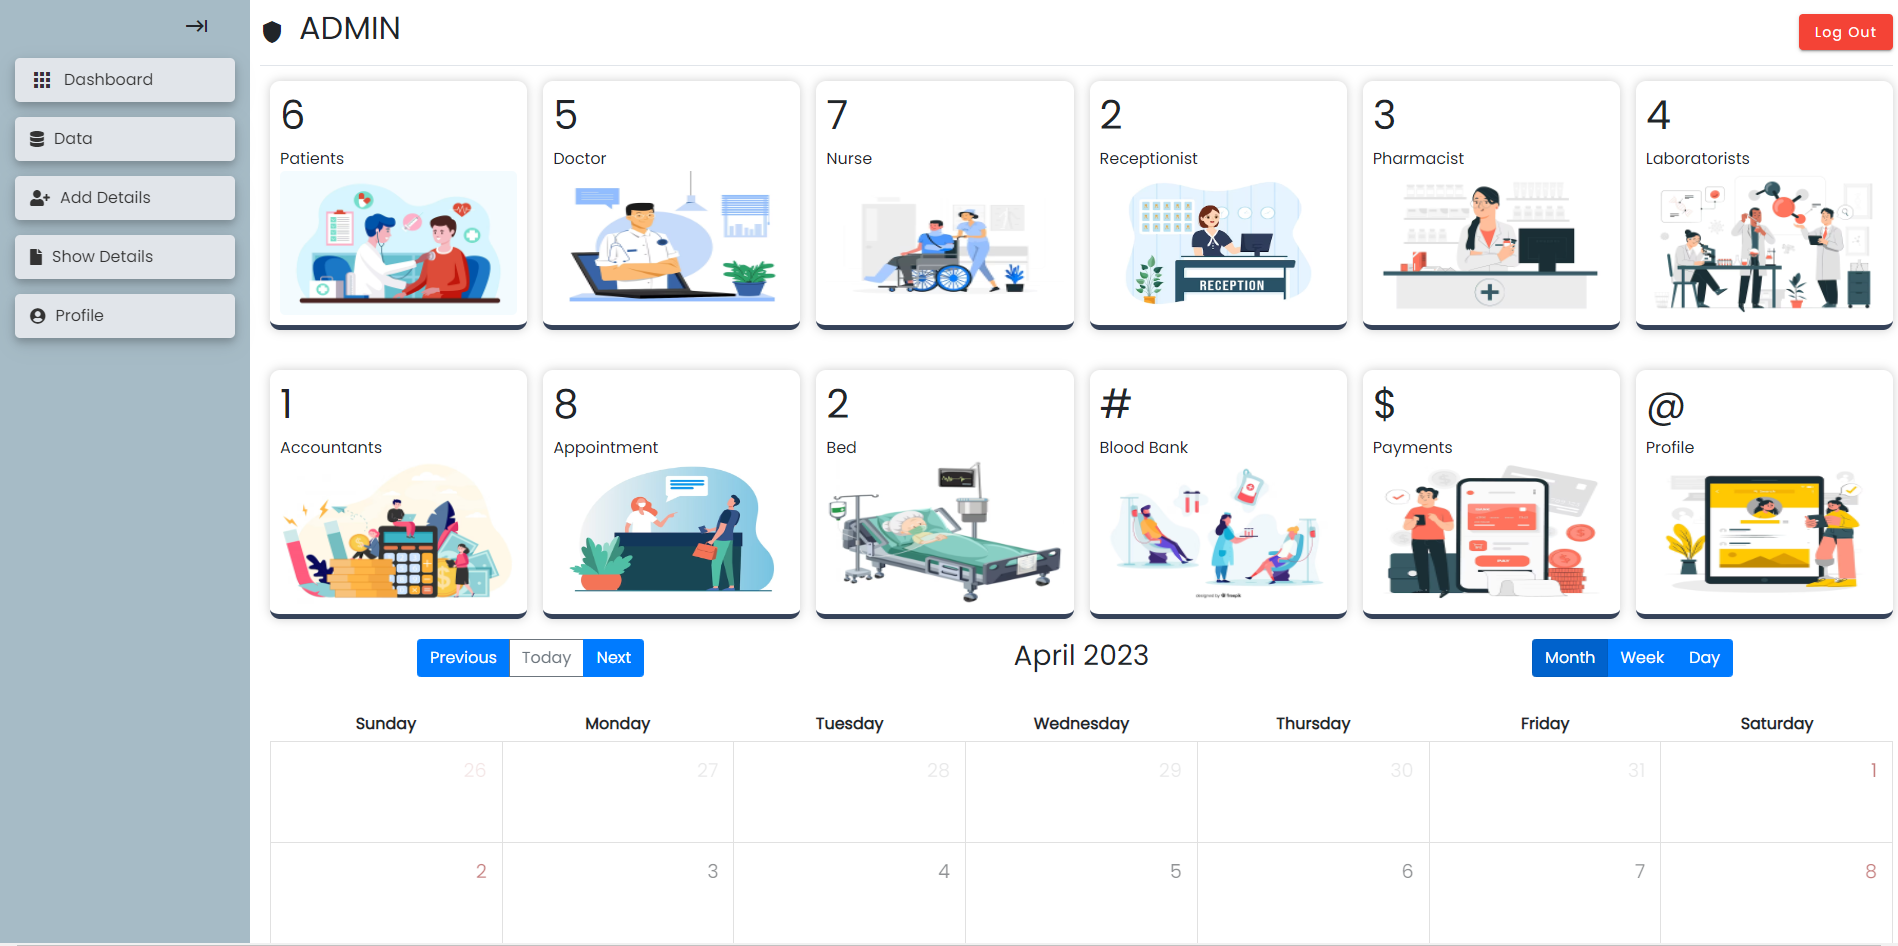 ADMIN
Log Out
Dashboard
Data
Add Details
Show Details
Profile
6
Patients
5
Doctor
7
Nurse
2
Receptionist
RECEPTION
3
Pharmacist
4
Laboratorists
1
Accountants
8
Appointment
2
Bed
#
Blood Bank
designed by freepik
$
Payments
@
Profile
Previous Today Next
April 2023
Month Week Day
Sunday Monday Tuesday Wednesday Thursday Friday Saturday
26 27 28 29 30 31 1
2 3 4 5 6 7 8